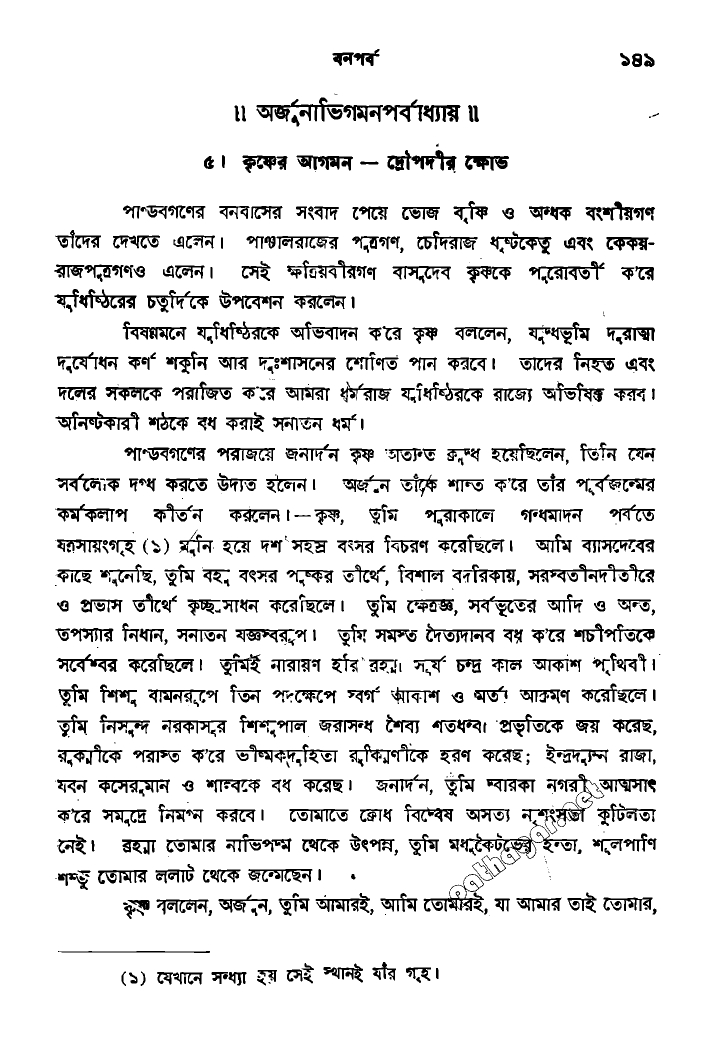 বনপর্ব ১৪৯
॥ অর্জুনাভিগমনপর্বাধ্যায় ॥
৫। কৃষ্ণের আগমন — দ্রৌপদীর ক্ষোভ
পাণ্ডবগণের বনবাসের সংবাদ পেয়ে ভোজ বৃষ্ণি ও অন্ধক বংশীয়গণ
তাঁদের দেখতে এলেন। পাঞ্চালরাজের পুত্রগণ, চেদিরাজ ধৃষ্টকেতু এবং কেকয়-
রাজপুত্রগণও এলেন। সেই ক্ষত্রিয়বীরগণ বাসুদেব কৃষ্ণকে পুরোবর্তী ক'রে
যুধিষ্ঠিরের চতুর্দিকে উপবেশন করলেন।
বিষণ্ণমনে যুধিষ্ঠিরকে অভিবাদন ক'রে কৃষ্ণ বললেন, যুদ্ধভূমি দুরাত্মা
দুর্যোধন কর্ণ শকুনি আর দুঃশাসনের শোণিত পান করবে। তাদের নিহত এবং
দলের সকলকে পরাজিত ক'রে আমরা ধর্মরাজ যুধিষ্ঠিরকে রাজ্যে অভিষিক্ত করব।
অনিষ্টকারী শঠকে বধ করাই সনাতন ধর্ম।
পাণ্ডবগণের পরাজয়ে জনার্দন কৃষ্ণ অত্যন্ত ক্রুদ্ধ হয়েছিলেন, তিনি যেন
সর্বলোক দগ্ধ করতে উদ্যত হলেন। অর্জুন তাঁকে শান্ত ক'রে তাঁর পূর্বজন্মের
কর্মকলাপ কীর্তন করলেন।—কৃষ্ণ, তুমি পুরাকালে গন্ধমাদন পর্বতে
যত্রসায়ংগৃহ (১) মুনি হয়ে দশ সহস্র বৎসর বিচরণ করেছিলে। আমি ব্যাসদেবের
কাছে শুনেছি, তুমি বহু বৎসর পুষ্কর তীর্থে, বিশাল বদরিকায়, সরস্বতীনদীতীরে
ও প্রভাস তীর্থে কৃচ্ছ্রসাধন করেছিলে। তুমি ক্ষেত্রজ্ঞ, সর্বভূতের আদি ও অন্ত,
তপস্যার নিধান, সনাতন যজ্ঞস্বরূপ। তুমি সমস্ত দৈত্যদানব বধ ক'রে শচীপতিকে
সর্বেশ্বর করেছিলে। তুমিই নারায়ণ হরি ব্রহ্মা সূর্য চন্দ্র কাল আকাশ পৃথিবী।
তুমি শিশু বামনরূপে তিন পদক্ষেপে স্বর্গ আকাশ ও মর্ত্য আক্রমণ করেছিলে।
তুমি নিসুন্দ নরকাসুর শিশুপাল জরাসন্ধ শৈব্য শতধন্বা প্রভৃতিকে জয় করেছ,
রুক্মীকে পরাস্ত ক'রে ভীষ্মকদুহিতা রুক্মিণীকে হরণ করেছ; ইন্দ্রদ্যুম্ন রাজা,
যবন কসেরুমান ও শাল্বকে বধ করেছ। জনার্দন, তুমি দ্বারকা নগরী আত্মসাৎ
ক'রে সমুদ্রে নিমগ্ন করবে। তোমাতে ক্রোধ বিদ্বেষ অসত্য নৃশংসতা কুটিলতা
নেই। ব্রহ্মা তোমার নাভিপদ্ম থেকে উৎপন্ন, তুমি মধুকৈটভের হন্তা, শূলপাণি
শম্ভু তোমার ললাট থেকে জন্মেছেন।
কৃষ্ণ বললেন, অর্জুন, তুমি আমারই, আমি তোমারই, যা আমার তাই তোমার,
(১) যেখানে সন্ধ্যা হয় সেই স্থানই যাঁর গৃহ।
pathagar.net